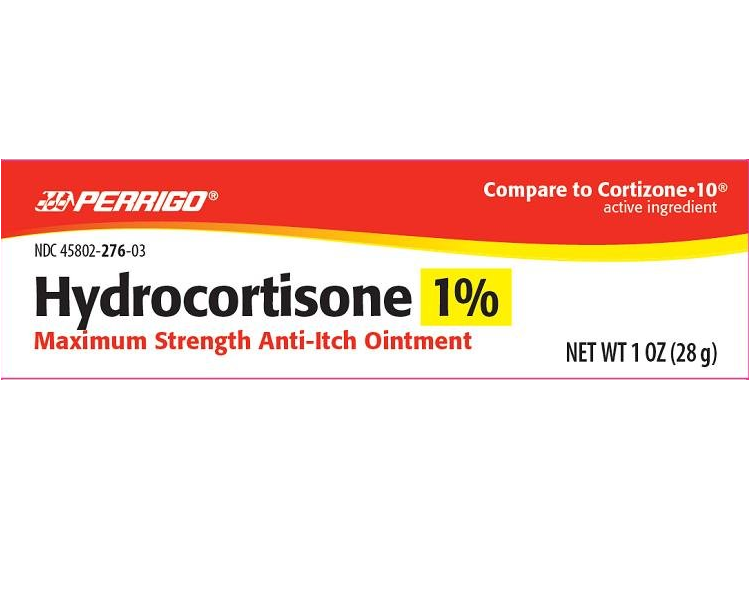 PERRIGO®
Compare to Cortizone•10®
active ingredient
NDC 45802-276-03
Hydrocortisone 1%
Maximum Strength Anti-Itch Ointment
NET WT 1 OZ (28 g)